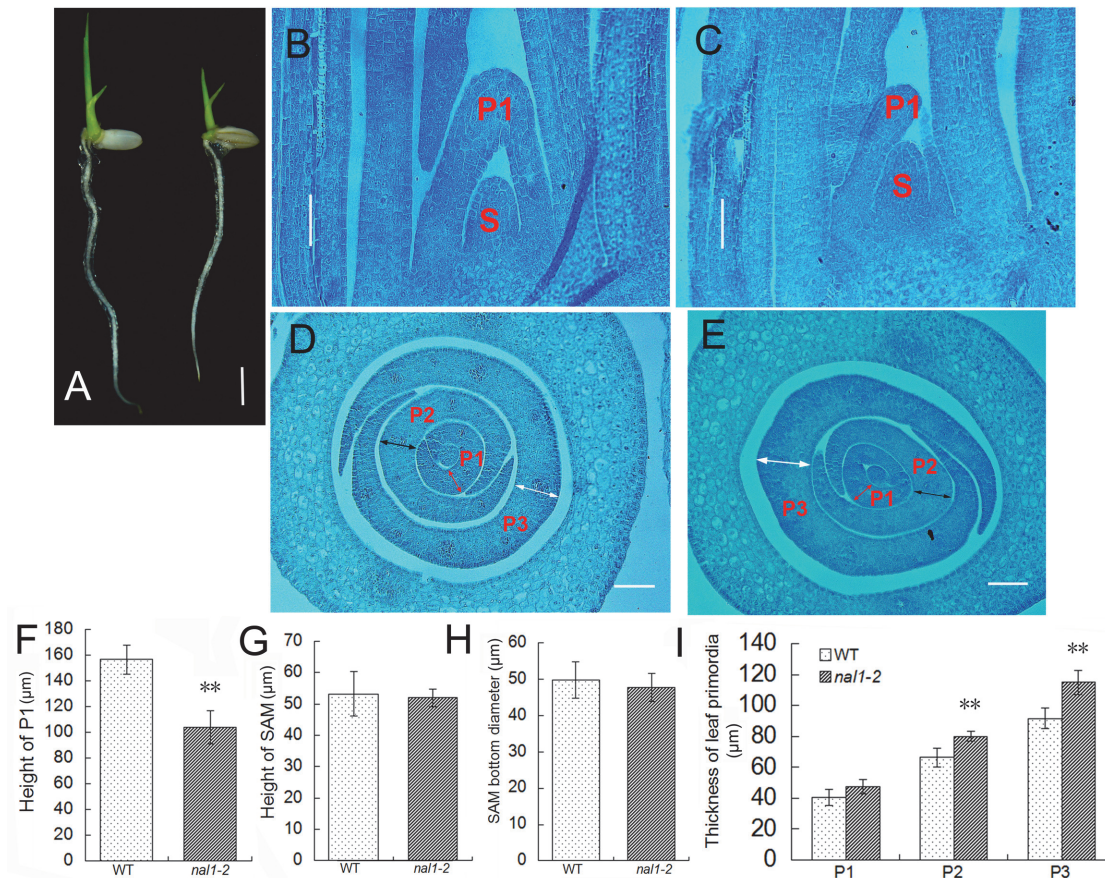 A
B
P1
S
C
P1
S
D
P2
P1
P3
E
P2
P1
P3
F
Height of P1 (μm)
180
160
140
120
100
80
60
40
20
0
**
WT
nal1-2
G
Height of SAM (μm)
70
60
50
40
30
20
10
0
WT
nal1-2
H
SAM bottom diameter (μm)
60
50
40
30
20
10
0
WT
nal1-2
I
Thickness of leaf primordia
(μm)
140
120
100
80
60
40
20
0
WT
nal1-2
**
**
P1
P2
P3